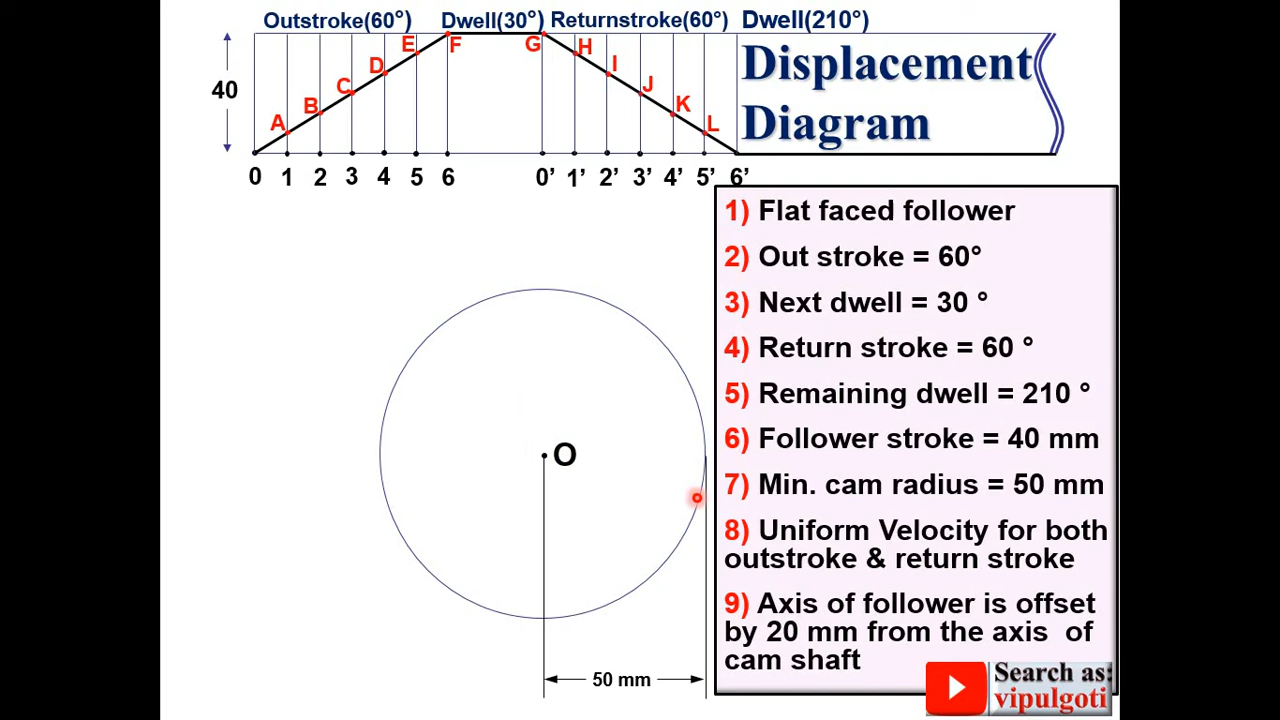 Outstroke(60°) Dwell(30°) Returnstroke(60°) Dwell(210°)
40
A B C D E F G H I J K L
Displacement
Diagram
0 1 2 3 4 5 6 0’ 1’ 2’ 3’ 4’ 5’ 6’
1) Flat faced follower
2) Out stroke = 60°
3) Next dwell = 30 °
4) Return stroke = 60 °
5) Remaining dwell = 210 °
6) Follower stroke = 40 mm
7) Min. cam radius = 50 mm
8) Uniform Velocity for both
outstroke & return stroke
9) Axis of follower is offset
by 20 mm from the axis of
cam shaft
O
50 mm
Search as:
vipulgoti